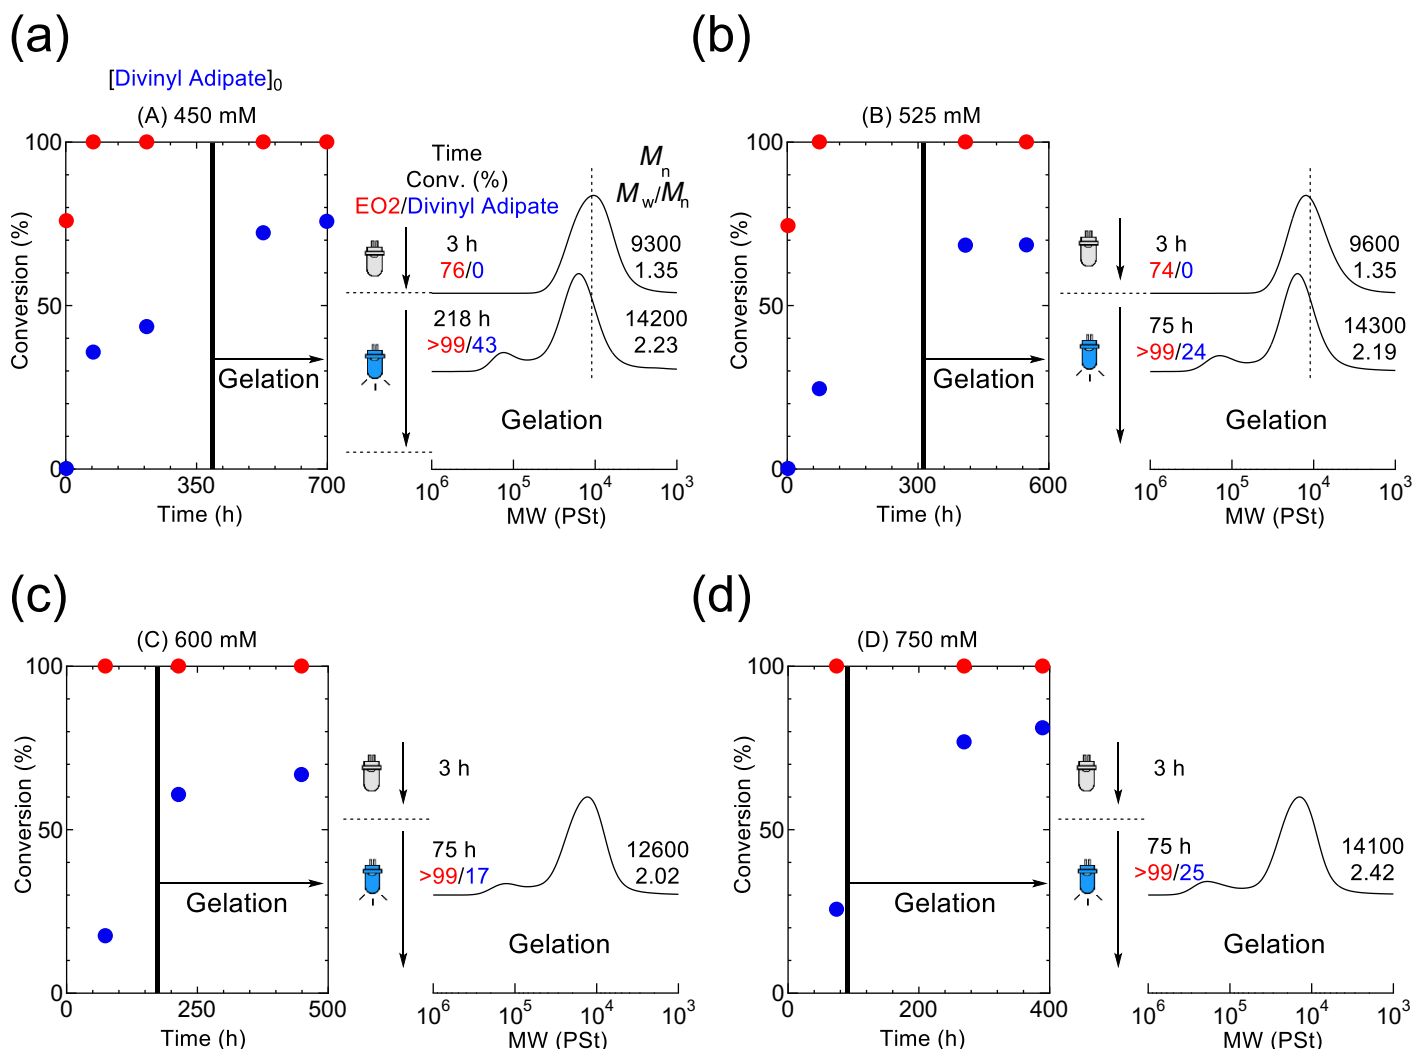 (a)
[Divinyl Adipate]0
(A) 450 mM
100
50
0
Conversion (%)
0 350 700
Time (h)
Gelation
Time
Conv. (%)
EO2/Divinyl Adipate
Mn
Mw/Mn
3 h
76/0
9300
1.35
218 h
>99/43
14200
2.23
Gelation
10^6 10^5 10^4 10^3
MW (PSt)
(b)
(B) 525 mM
100
50
0
Conversion (%)
0 300 600
Time (h)
Gelation
3 h
74/0
9600
1.35
75 h
>99/24
14300
2.19
Gelation
10^6 10^5 10^4 10^3
MW (PSt)
(c)
(C) 600 mM
100
50
0
Conversion (%)
0 250 500
Time (h)
Gelation
3 h
75 h
>99/17
12600
2.02
Gelation
10^6 10^5 10^4 10^3
MW (PSt)
(d)
(D) 750 mM
100
50
0
Conversion (%)
0 200 400
Time (h)
Gelation
3 h
75 h
>99/25
14100
2.42
Gelation
10^6 10^5 10^4 10^3
MW (PSt)